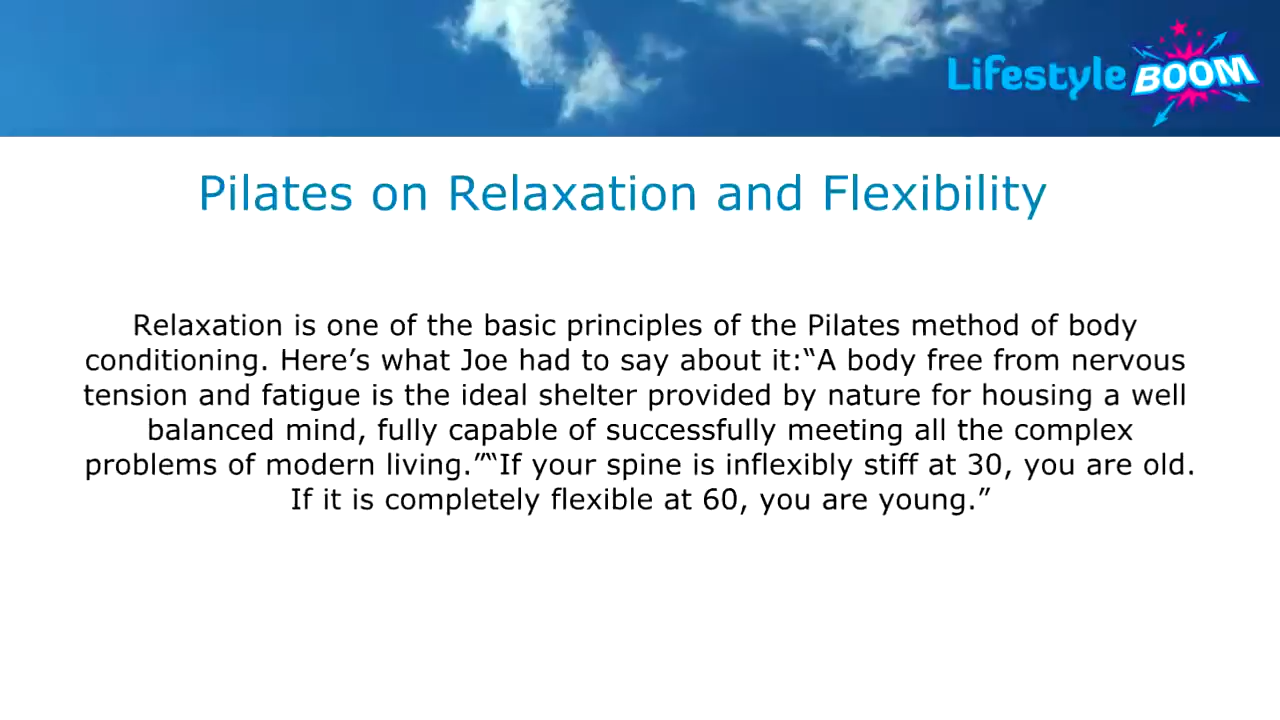 Lifestyle BOOM
Pilates on Relaxation and Flexibility
Relaxation is one of the basic principles of the Pilates method of body
conditioning. Here’s what Joe had to say about it:“A body free from nervous
tension and fatigue is the ideal shelter provided by nature for housing a well
balanced mind, fully capable of successfully meeting all the complex
problems of modern living.”“If your spine is inflexibly stiff at 30, you are old.
If it is completely flexible at 60, you are young.”